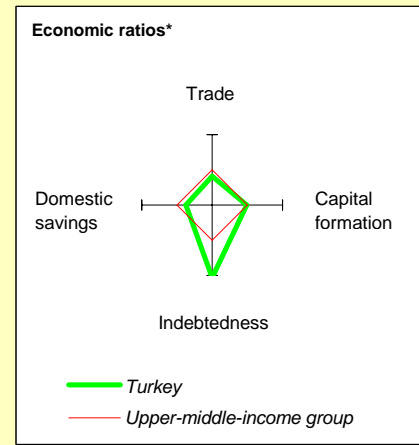 Economic ratios*
Trade
Domestic
savings
Capital
formation
Indebtedness
Turkey
Upper-middle-income group